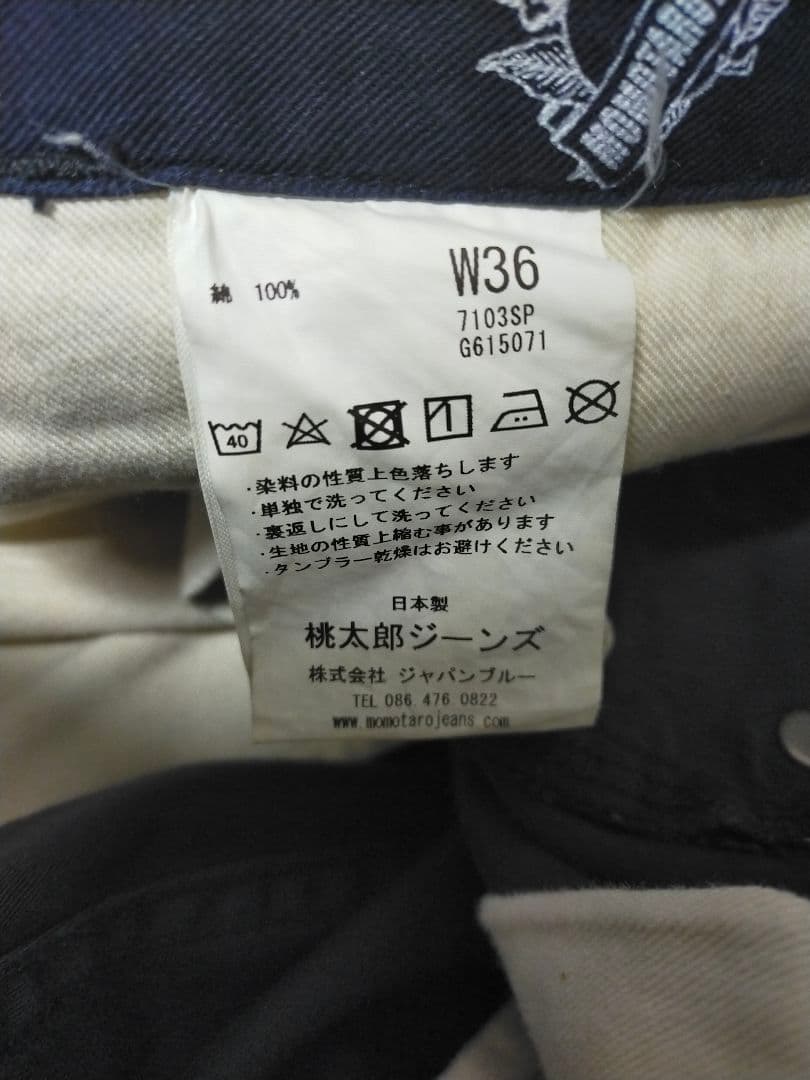 MOMOTARO
綿 100%
W36
7103SP
G615071
40
・染料の性質上色落ちします
・単独で洗ってください
・裏返しにして洗ってください
・生地の性質上縮む事があります
・タンブラー乾燥はお避けください
日本製
桃太郎ジーンズ
株式会社 ジャパンブルー
TEL 086.476.0822
www.momotarojeans.com